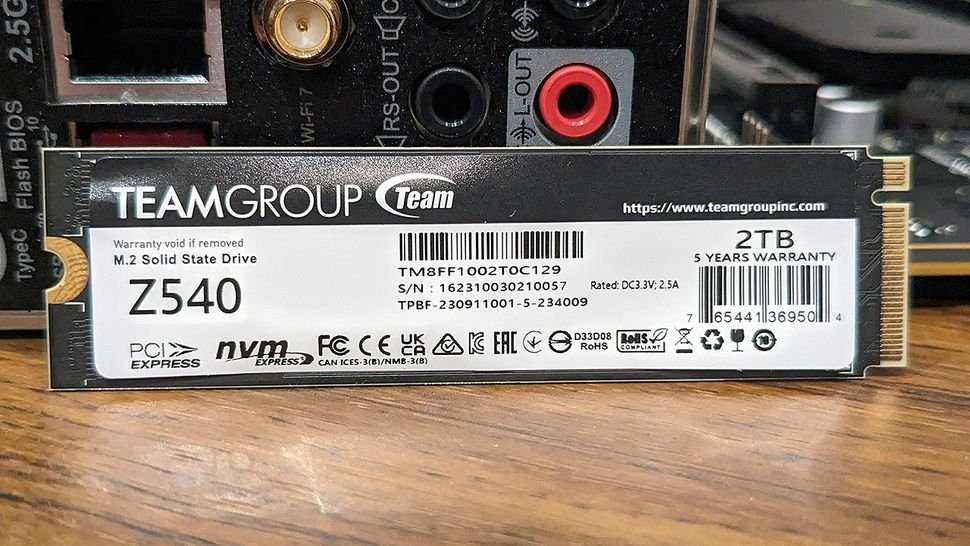 2.5G
Flash BIOS
TypeC
10
Wi-Fi 7
RS-OUT
C
L-OUT
TEAMGROUP Team
https://www.teamgroupinc.com
Warranty void if removed
M.2 Solid State Drive
Z540
TM8FF1002T0C129
S/N : 162310030210057
TPBF-230911001-5-234009
Rated: DC3.3V; 2.5A
2TB
5 YEARS WARRANTY
7 65441 36950 4
PCI EXPRESS
nvm EXPRESS
FC CE UK CA
CAN ICES-3(B)/NMB-3(B)
EAC
D33D08
RoHS
RoHS
COMPLIANT
10